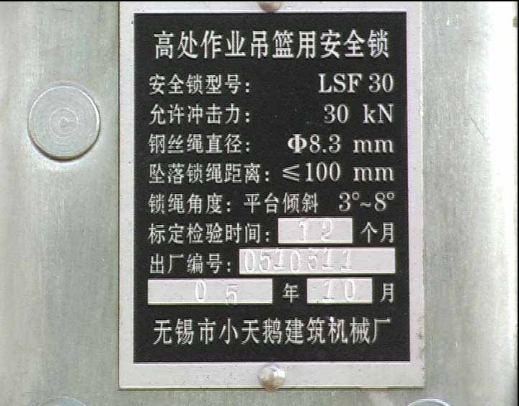 高处作业吊篮用安全锁
安全锁型号: LSF 30
允许冲击力: 30 kN
钢丝绳直径: Φ8.3 mm
坠落锁绳距离: ≤100 mm
锁绳角度: 平台倾斜 3°~8°
标定检验时间: 12 个月
出厂编号: 0510311
05 年 10 月
无锡市小天鹅建筑机械厂